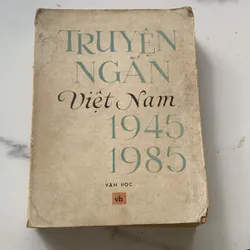 TRUYỆN
NGẮN
Việt Nam
1945
1985
VĂN HỌC
vh